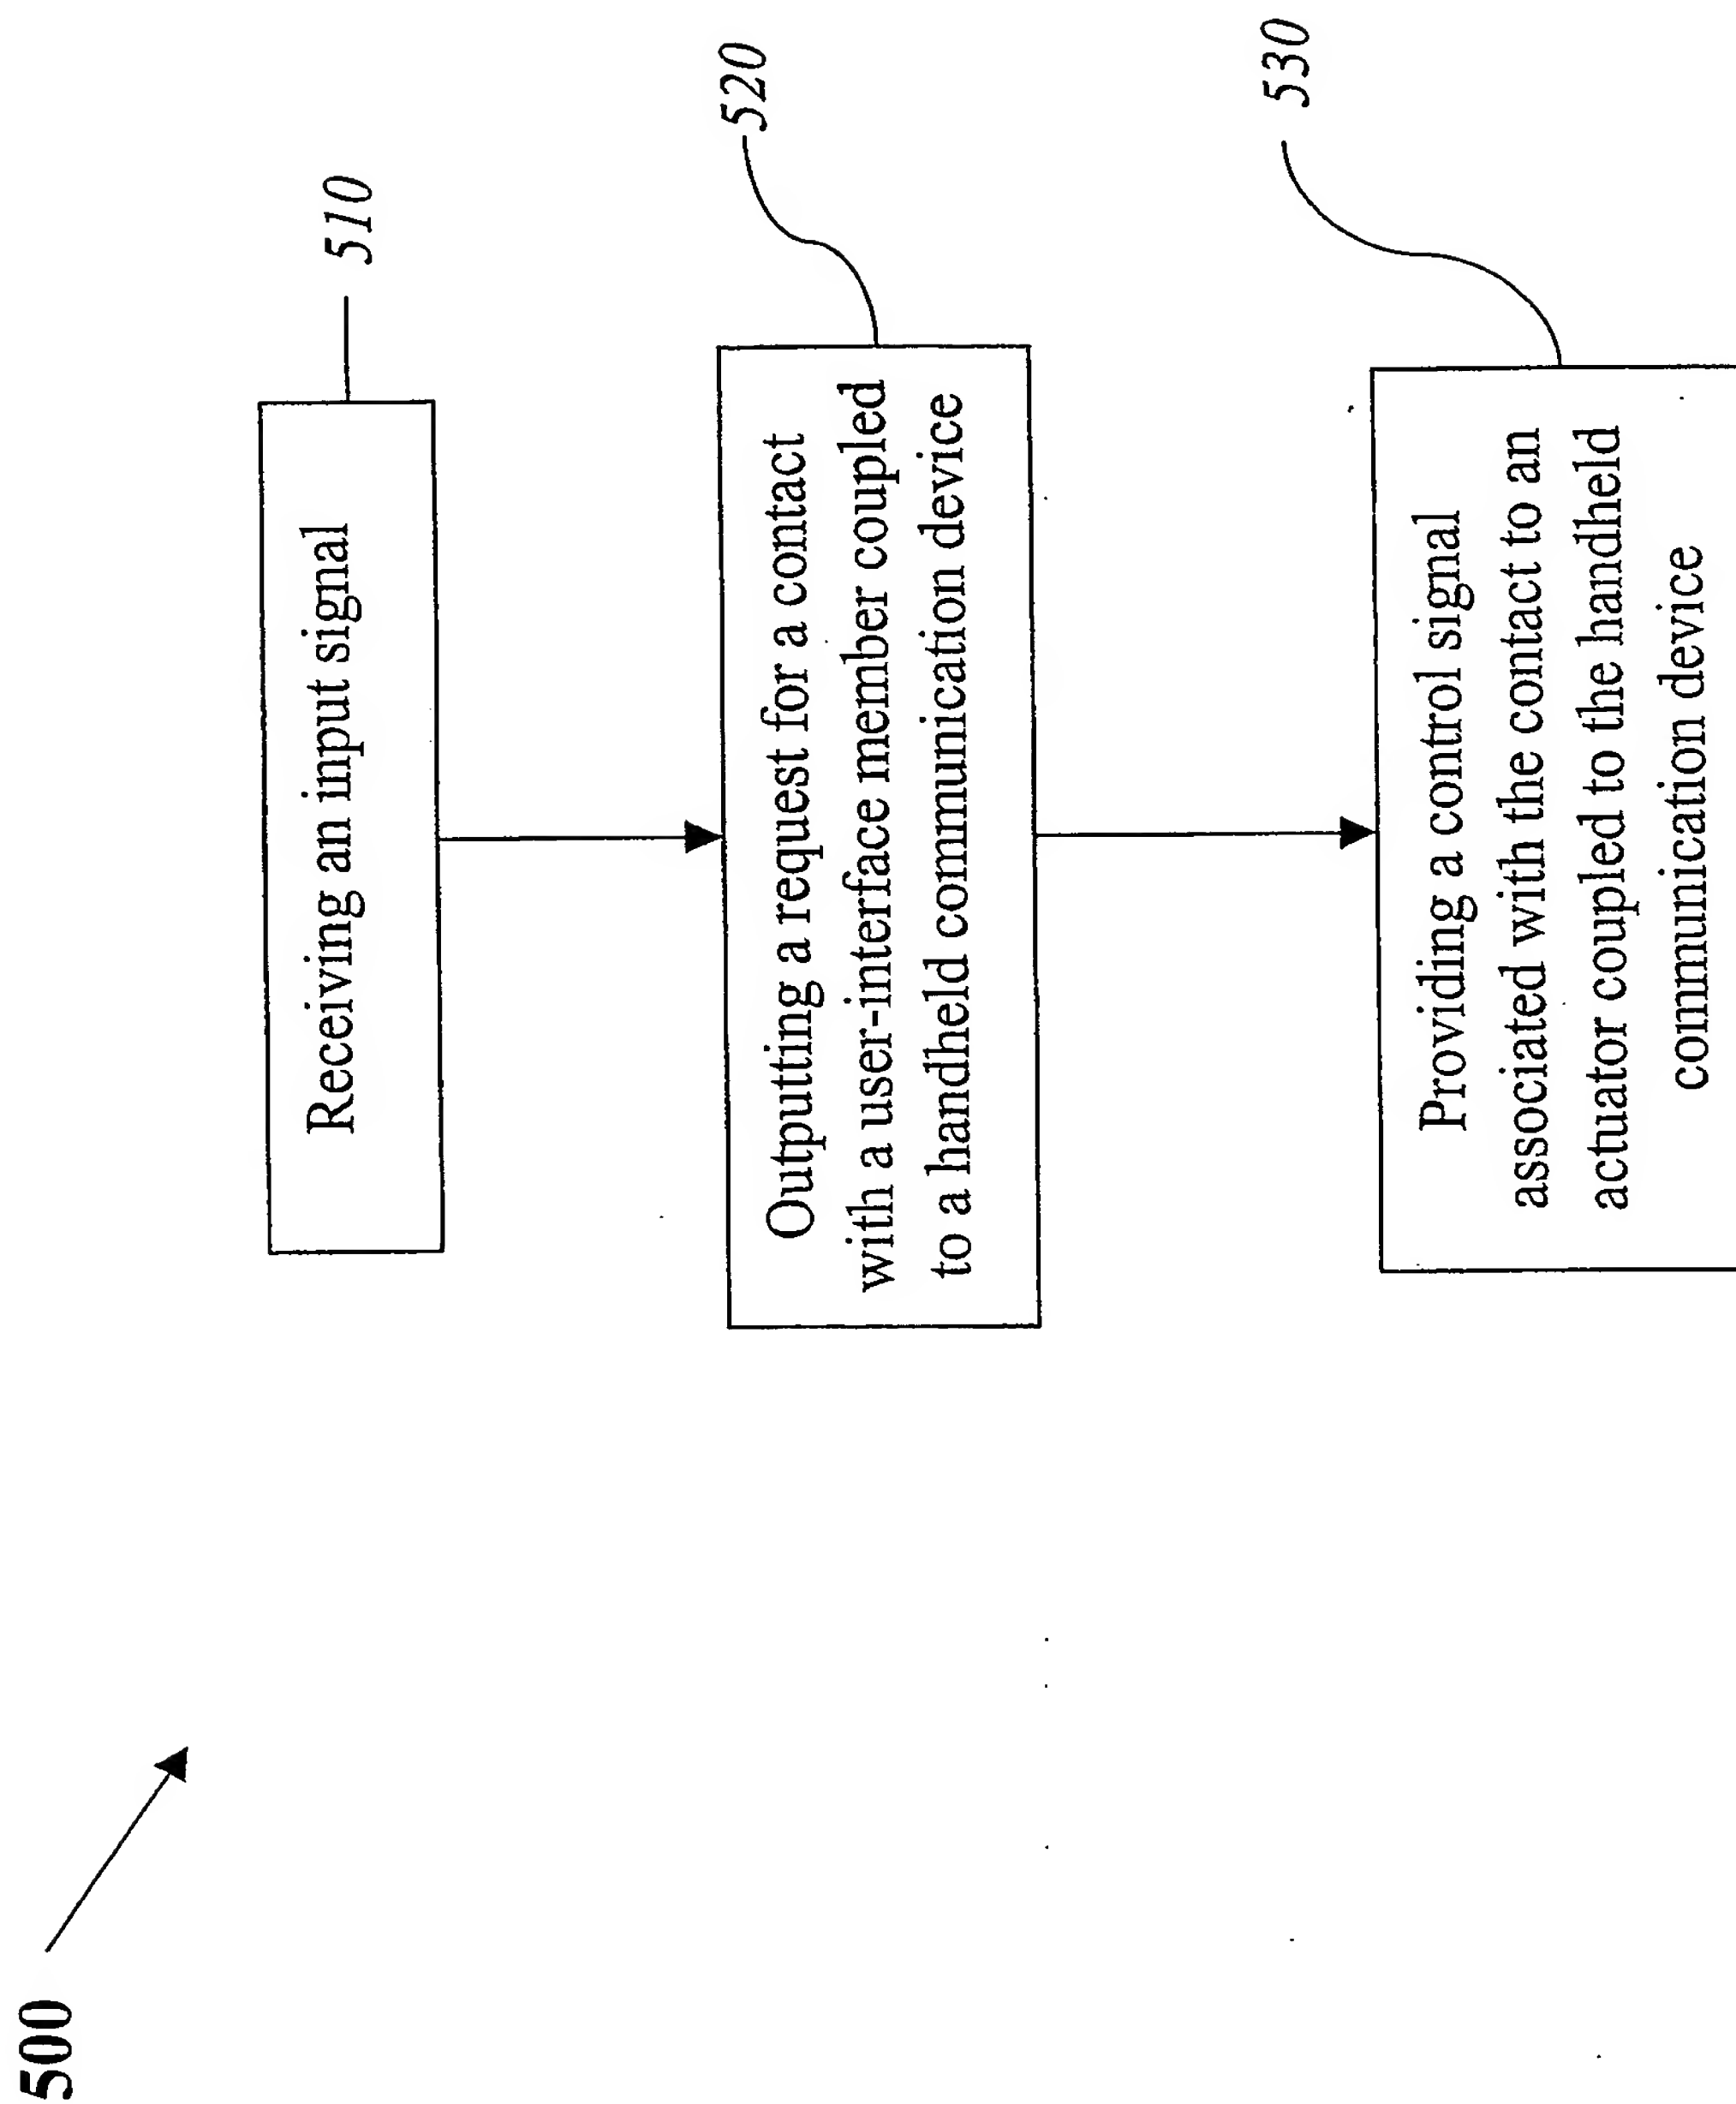 500
510
Receiving an input signal
520
Outputting a request for a contact
with a user-interface member coupled
to a handheld communication device
530
Providing a control signal
associated with the contact to an
actuator coupled to the handheld
communication device